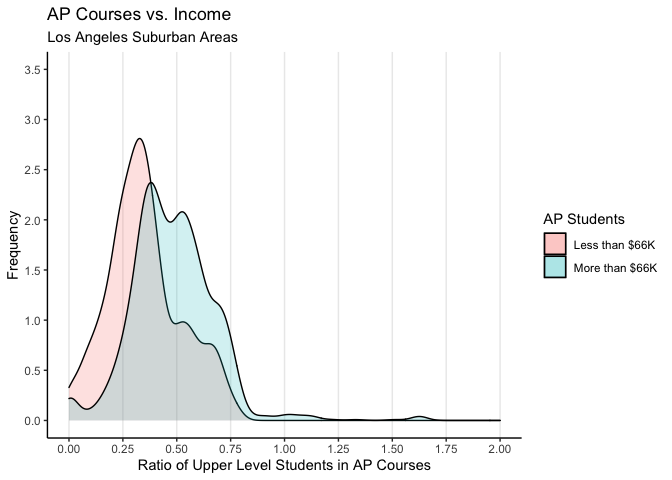 AP Courses vs. Income
Los Angeles Suburban Areas
3.5
3.0
2.5
2.0
1.5
1.0
0.5
0.0
Frequency
0.00 0.25 0.50 0.75 1.00 1.25 1.50 1.75 2.00
Ratio of Upper Level Students in AP Courses
AP Students
Less than $66K
More than $66K